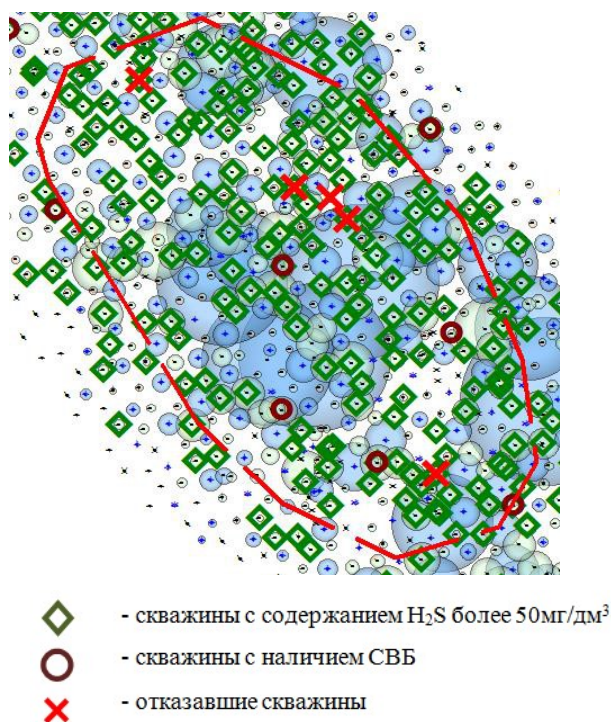 - скважины с содержанием H₂S более 50мг/дм³
- скважины с наличием СВБ
- отказавшие скважины